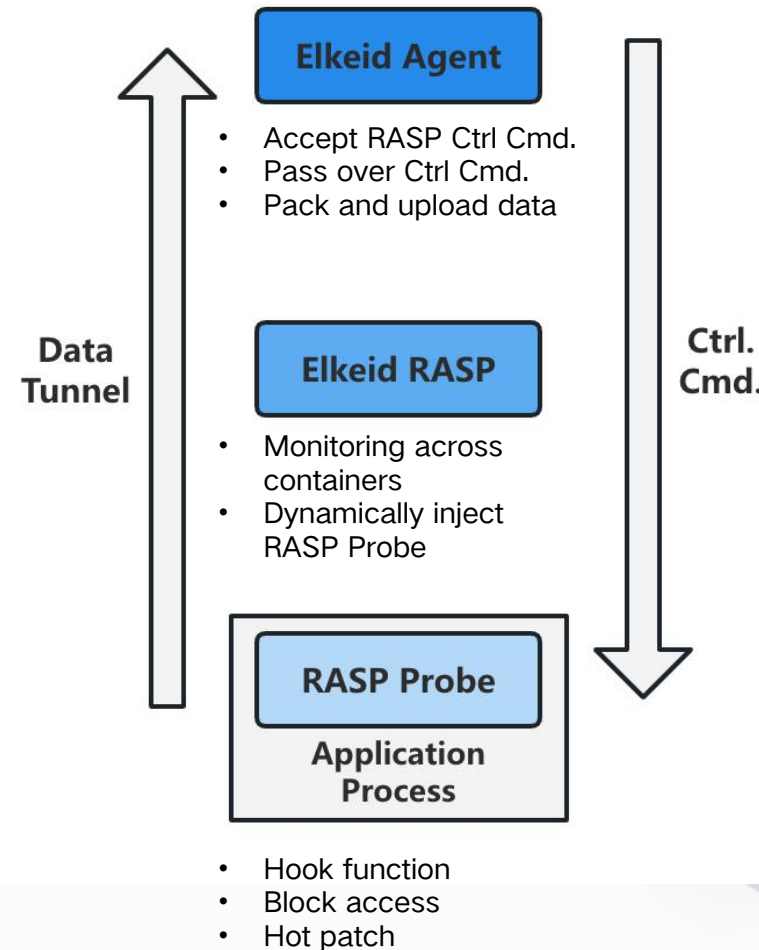 Elkeid Agent
• Accept RASP Ctrl Cmd.
• Pass over Ctrl Cmd.
• Pack and upload data
Data
Tunnel
Ctrl.
Cmd.
Elkeid RASP
• Monitoring across
containers
• Dynamically inject
RASP Probe
RASP Probe
Application
Process
• Hook function
• Block access
• Hot patch